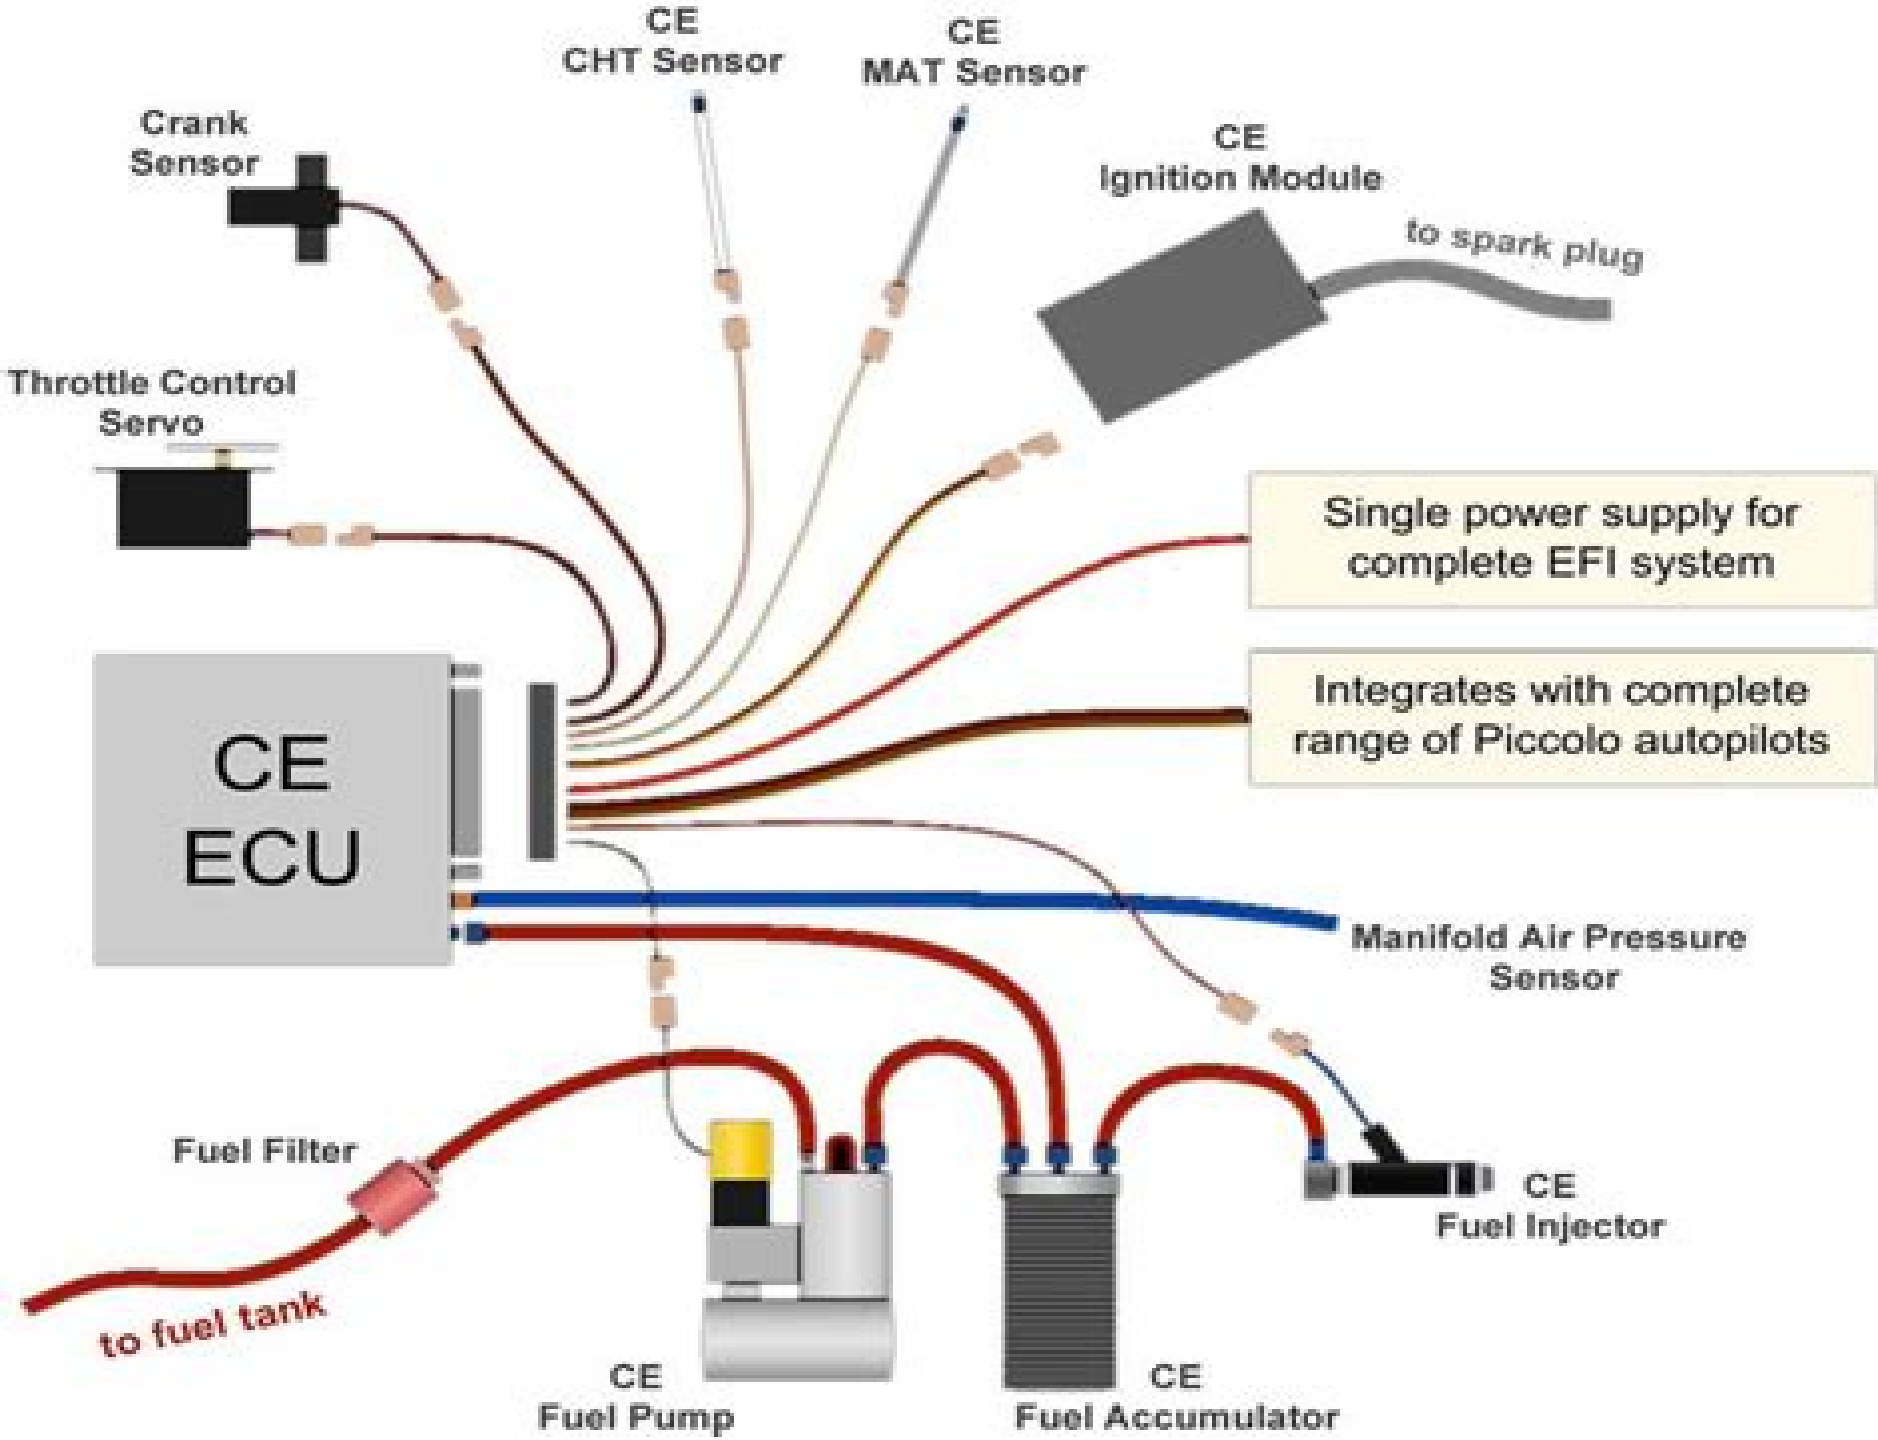 CE
CHT Sensor
CE
MAT Sensor
Crank
Sensor
CE
Ignition Module
to spark plug
Throttle Control
Servo
Single power supply for
complete EFI system
Integrates with complete
range of Piccolo autopilots
CE
ECU
Manifold Air Pressure
Sensor
Fuel Filter
to fuel tank
CE
Fuel Injector
CE
Fuel Pump
CE
Fuel Accumulator